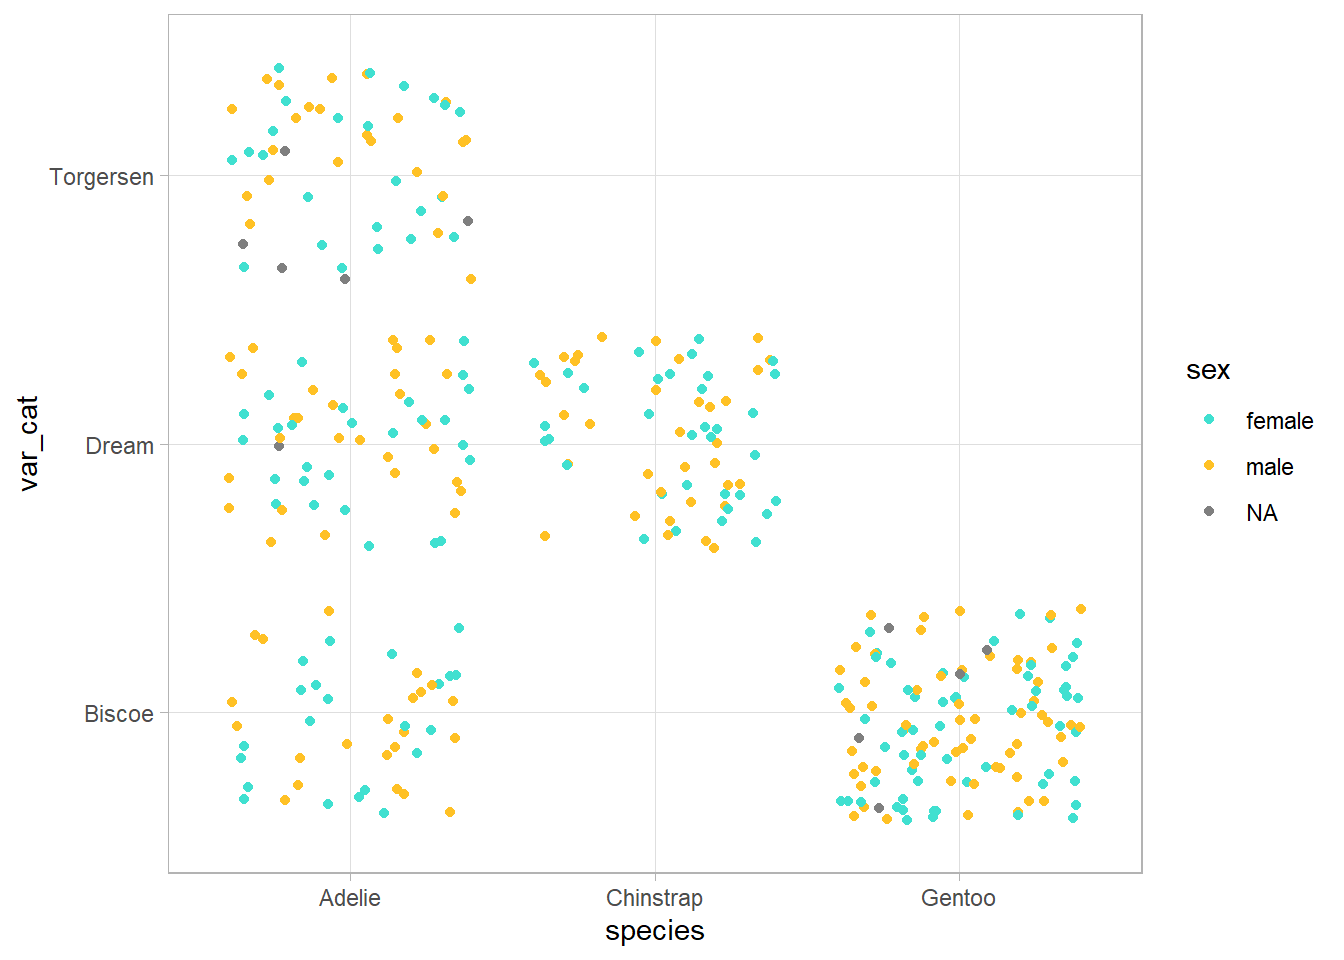 Torgersen
Dream
Biscoe
var_cat
Adelie
Chinstrap
Gentoo
species
sex
female
male
NA